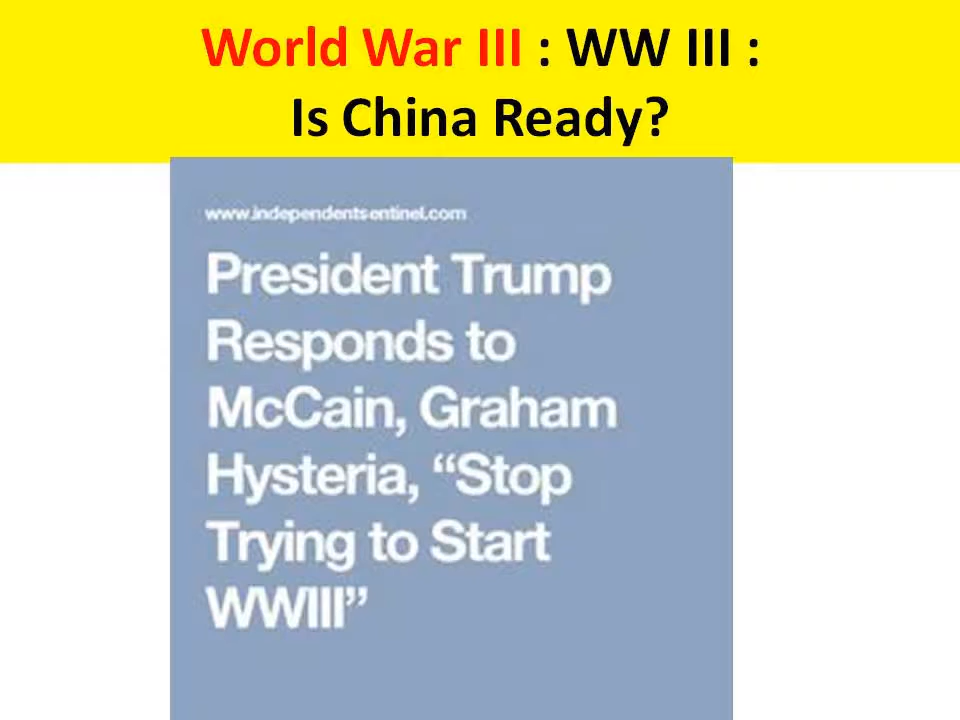 World War III : WW III :
Is China Ready?
www.independentsentinel.com
President Trump
Responds to
McCain, Graham
Hysteria, “Stop
Trying to Start
WWIII”